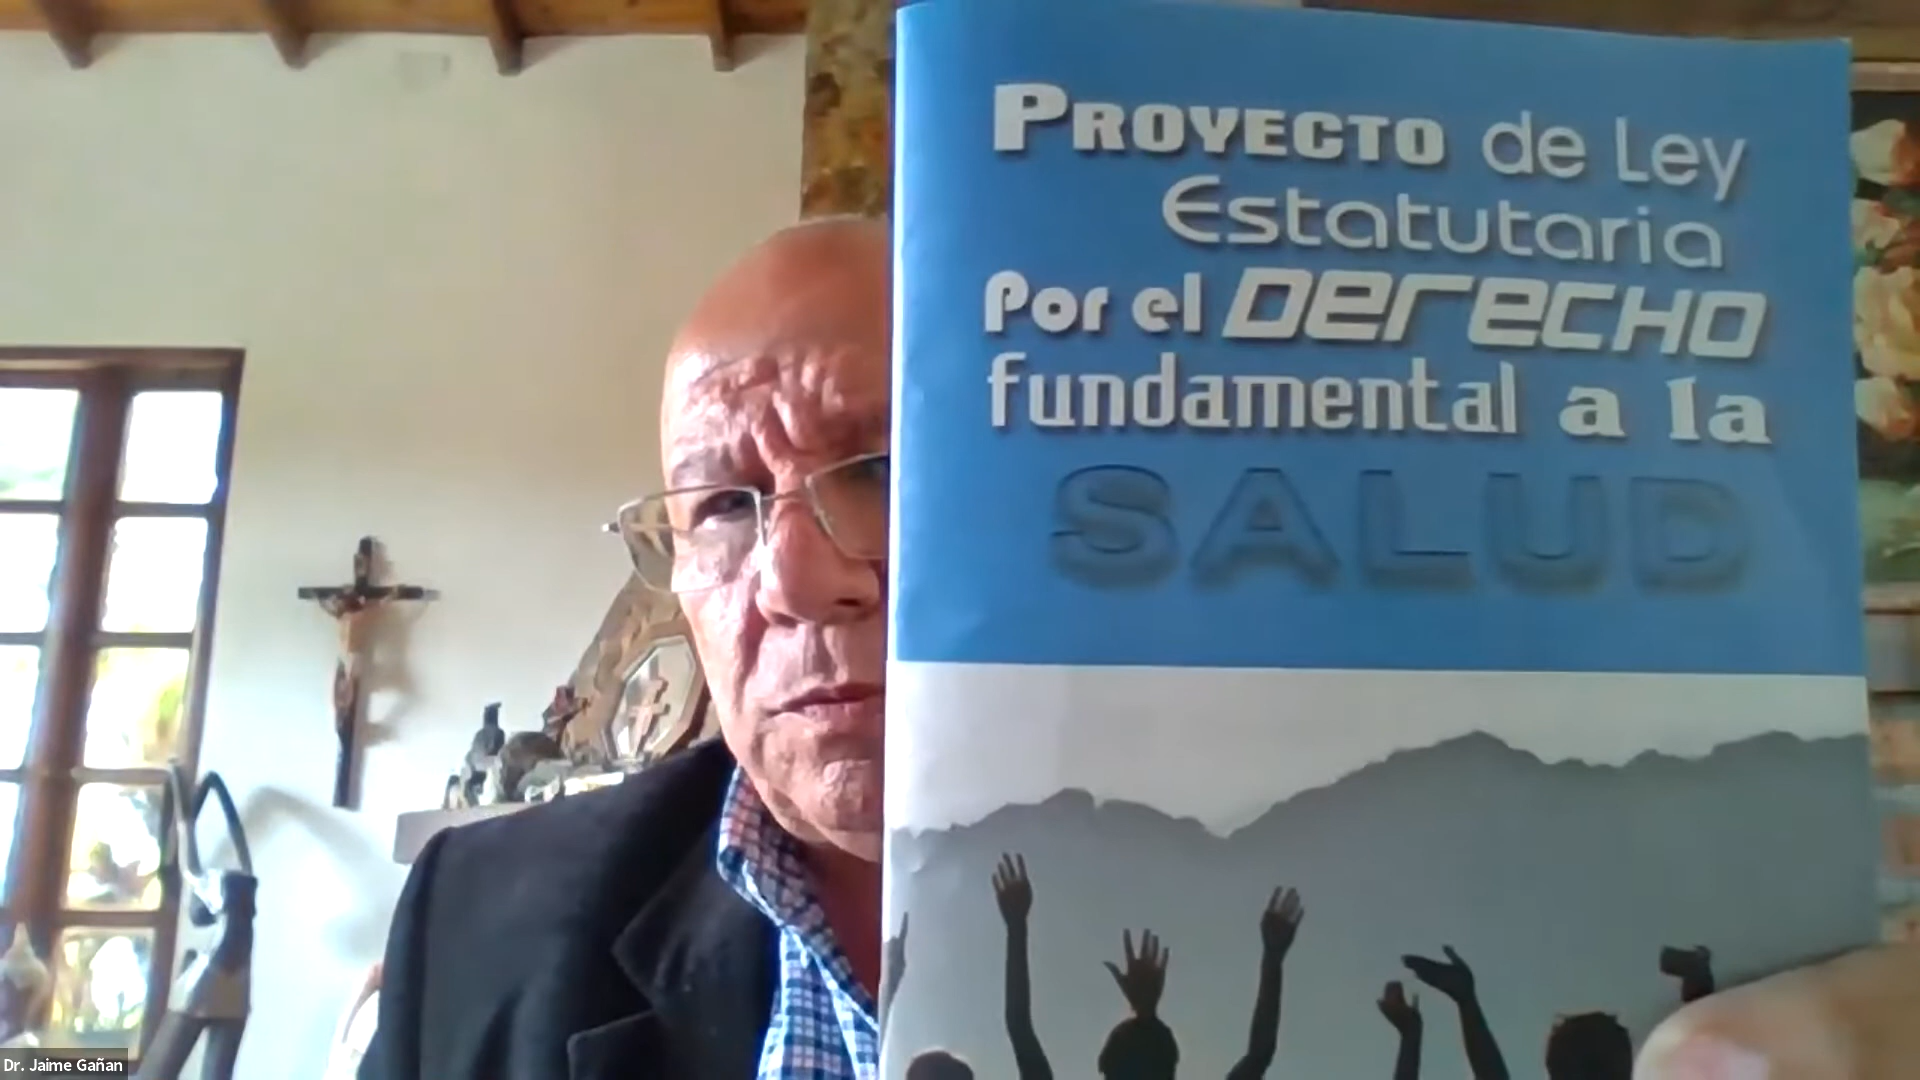 PROYECTO de Ley
Estatutaria
Por el DERECHO
fundamental a la
SALUD
Dr. Jaime Gañan